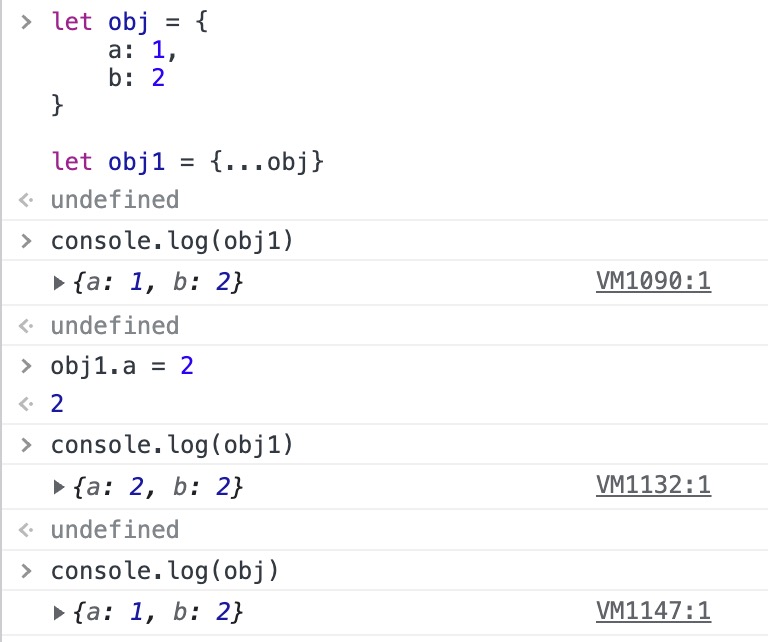 > let obj = {
a: 1,
b: 2
}
let obj1 = {...obj}
undefined
> console.log(obj1)
▶{a: 1, b: 2} VM1090:1
undefined
> obj1.a = 2
2
> console.log(obj1)
▶{a: 2, b: 2} VM1132:1
undefined
> console.log(obj)
▶{a: 1, b: 2} VM1147:1